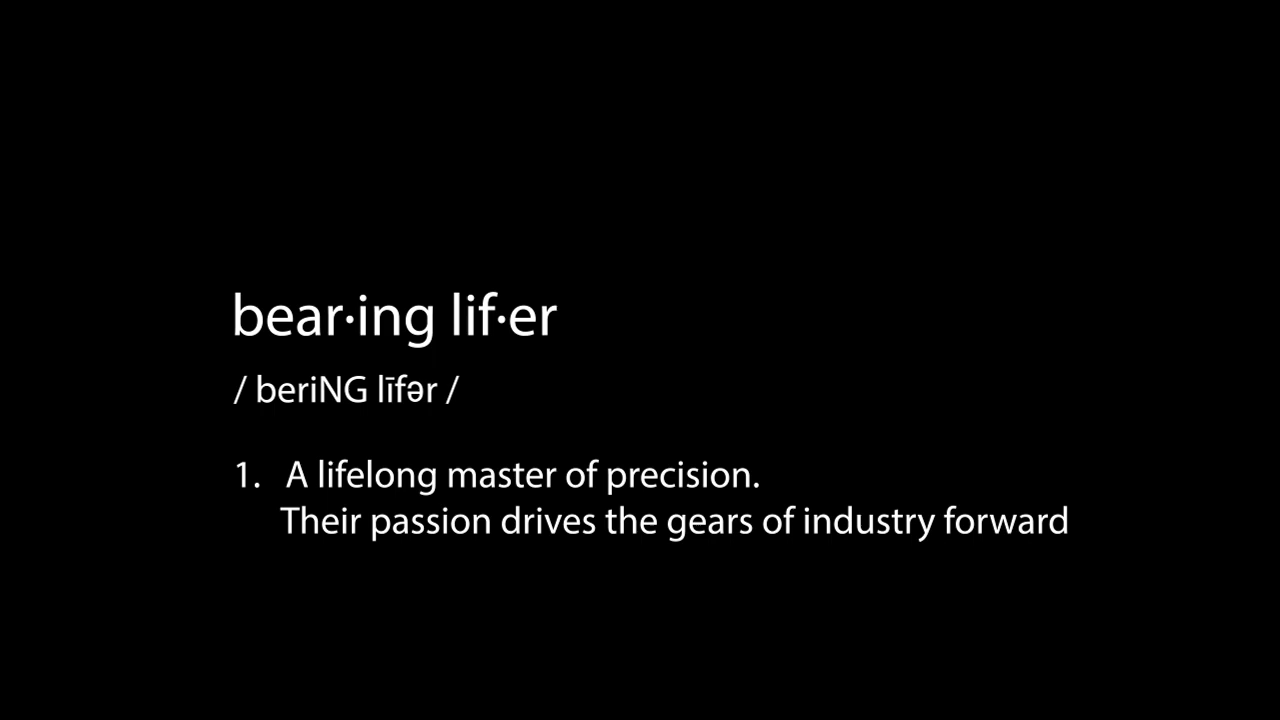 bear·ing lif·er
/ beriNG līfər /
1. A lifelong master of precision.
Their passion drives the gears of industry forward